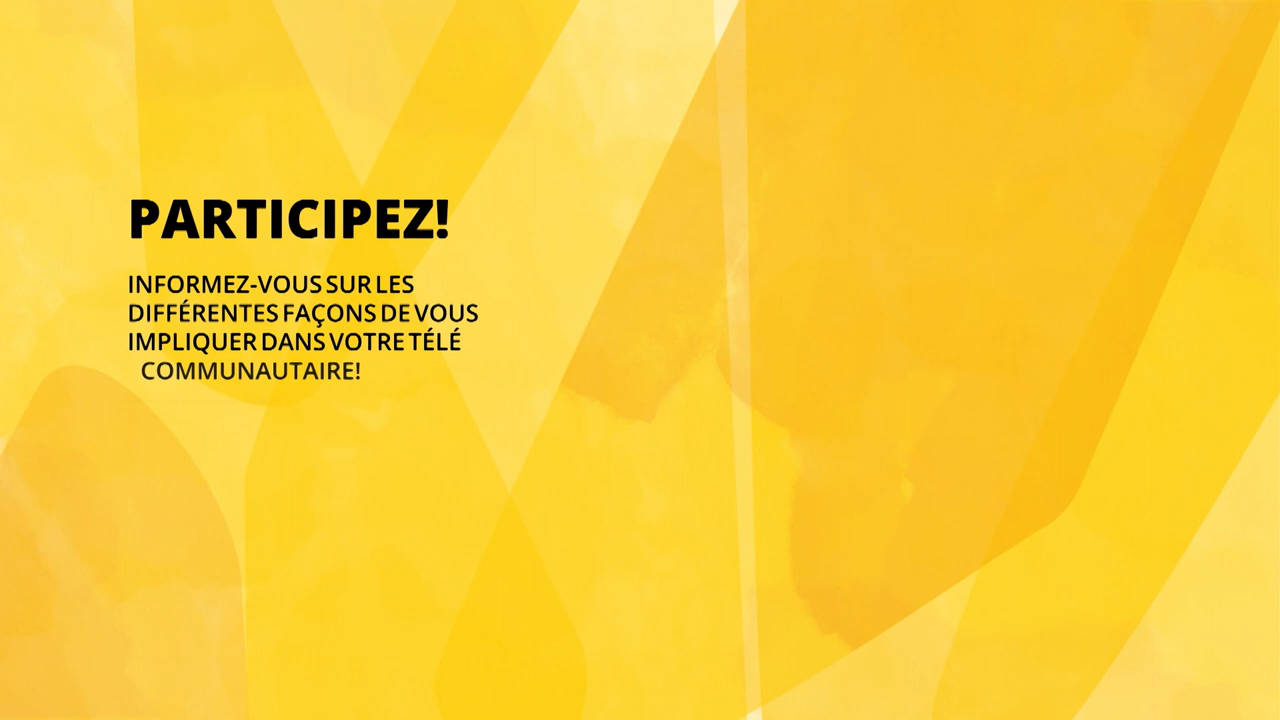 PARTICIPEZ!
INFORMEZ-VOUS SUR LES
DIFFÉRENTES FAÇONS DE VOUS
IMPLIQUER DANS VOTRE TÉLÉ
COMMUNAUTAIRE!